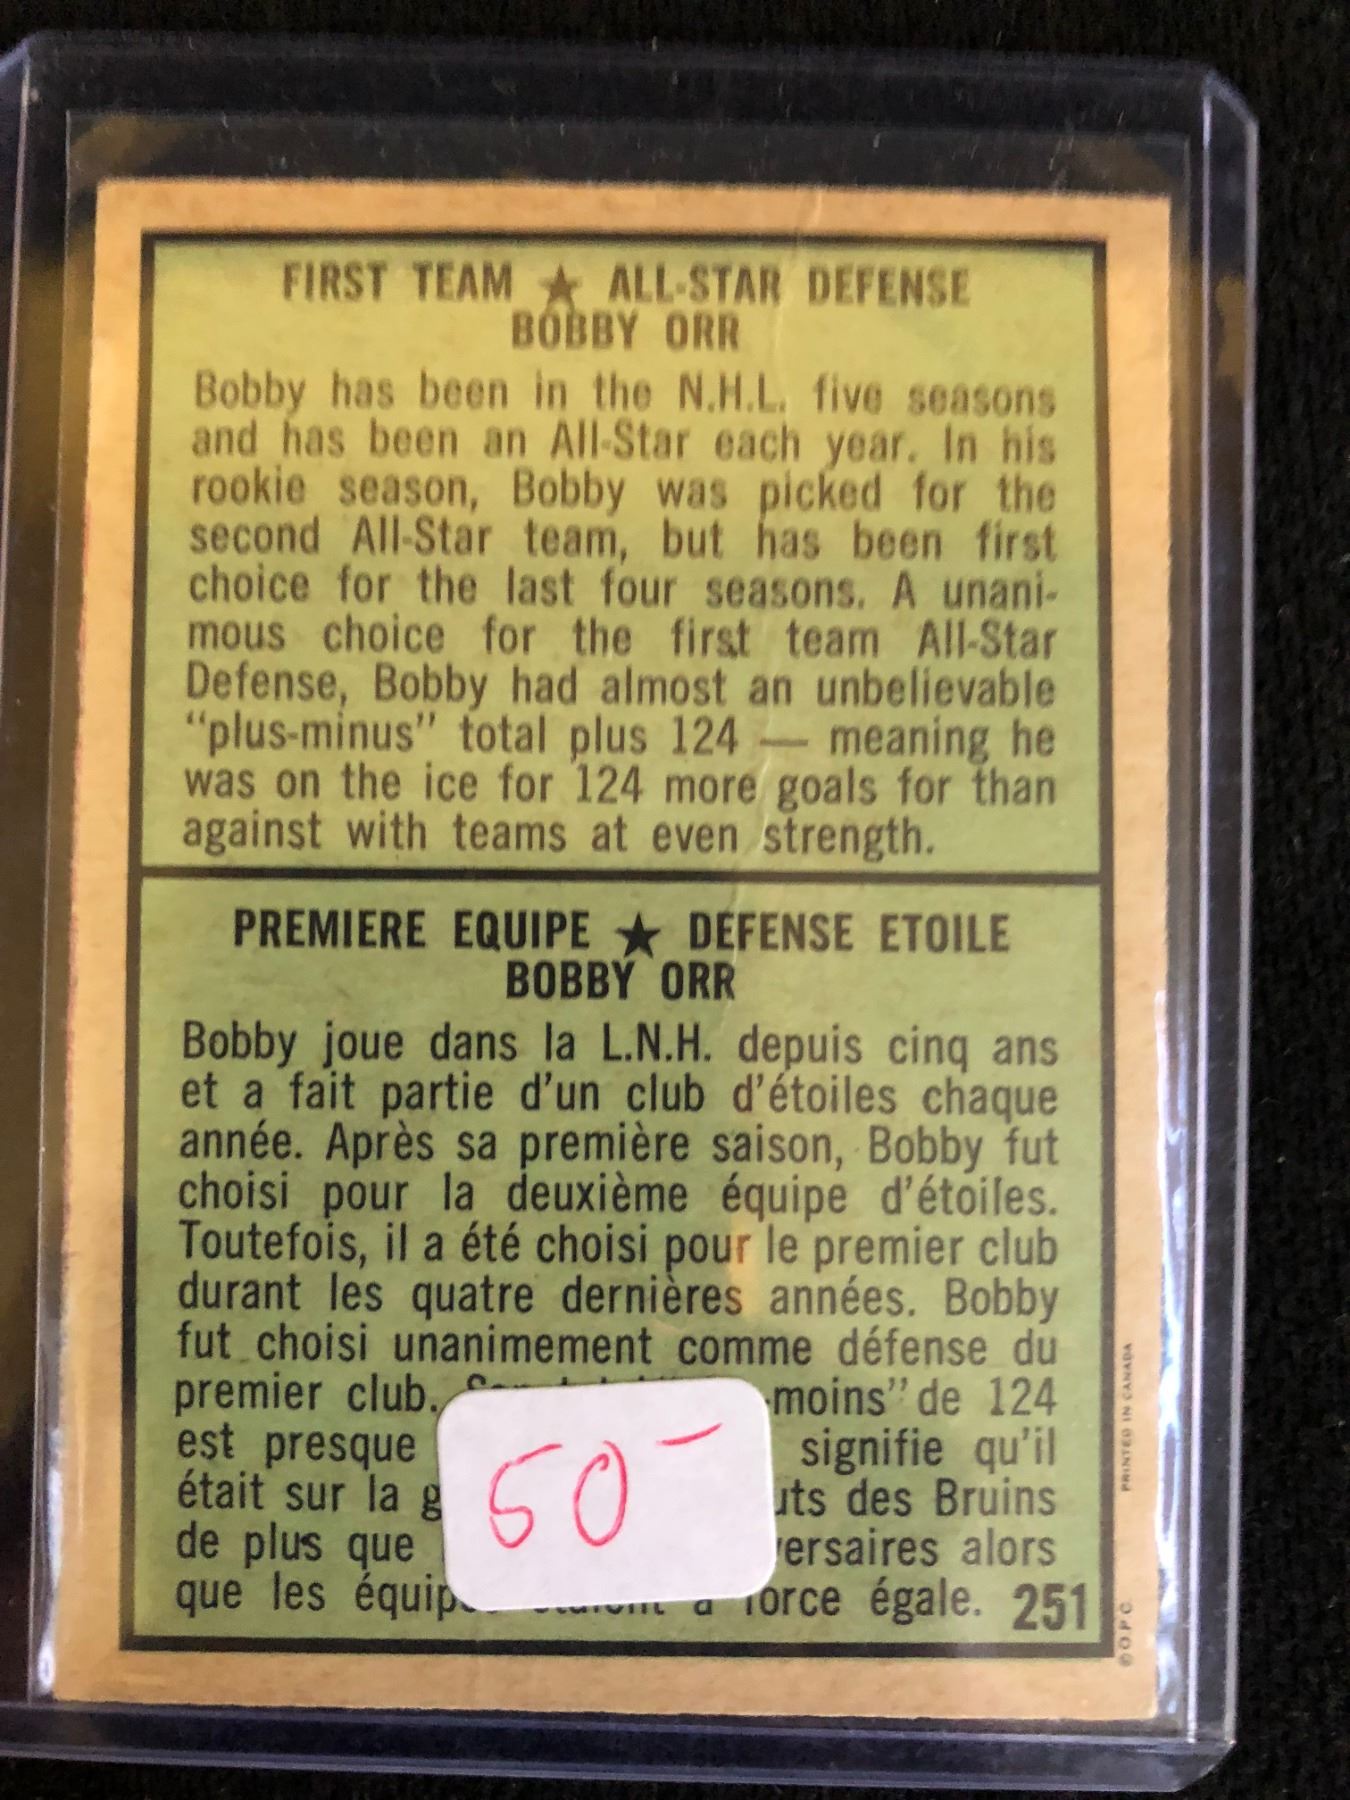 FIRST TEAM ★ ALL-STAR DEFENSE
BOBBY ORR
Bobby has been in the N.H.L. five seasons
and has been an All-Star each year. In his
rookie season, Bobby was picked for the
second All-Star team, but has been first
choice for the last four seasons. A unani-
mous choice for the first team All-Star
Defense, Bobby had almost an unbelievable
"plus-minus" total plus 124 — meaning he
was on the ice for 124 more goals for than
against with teams at even strength.
PREMIERE EQUIPE ★ DEFENSE ETOILE
BOBBY ORR
Bobby joue dans la L.N.H. depuis cinq ans
et a fait partie d'un club d'étoiles chaque
année. Après sa première saison, Bobby fut
choisi pour la deuxième équipe d'étoiles.
Toutefois, il a été choisi pour le premier club
durant les quatre dernières années. Bobby
fut choisi unanimement comme défense du
premier club. -moins" de 124
est presque signifie qu'il
était sur la des Bruins
de plus que alors
que les force égale. 251
50-
PRINTED IN CANADA
© O.P.C.